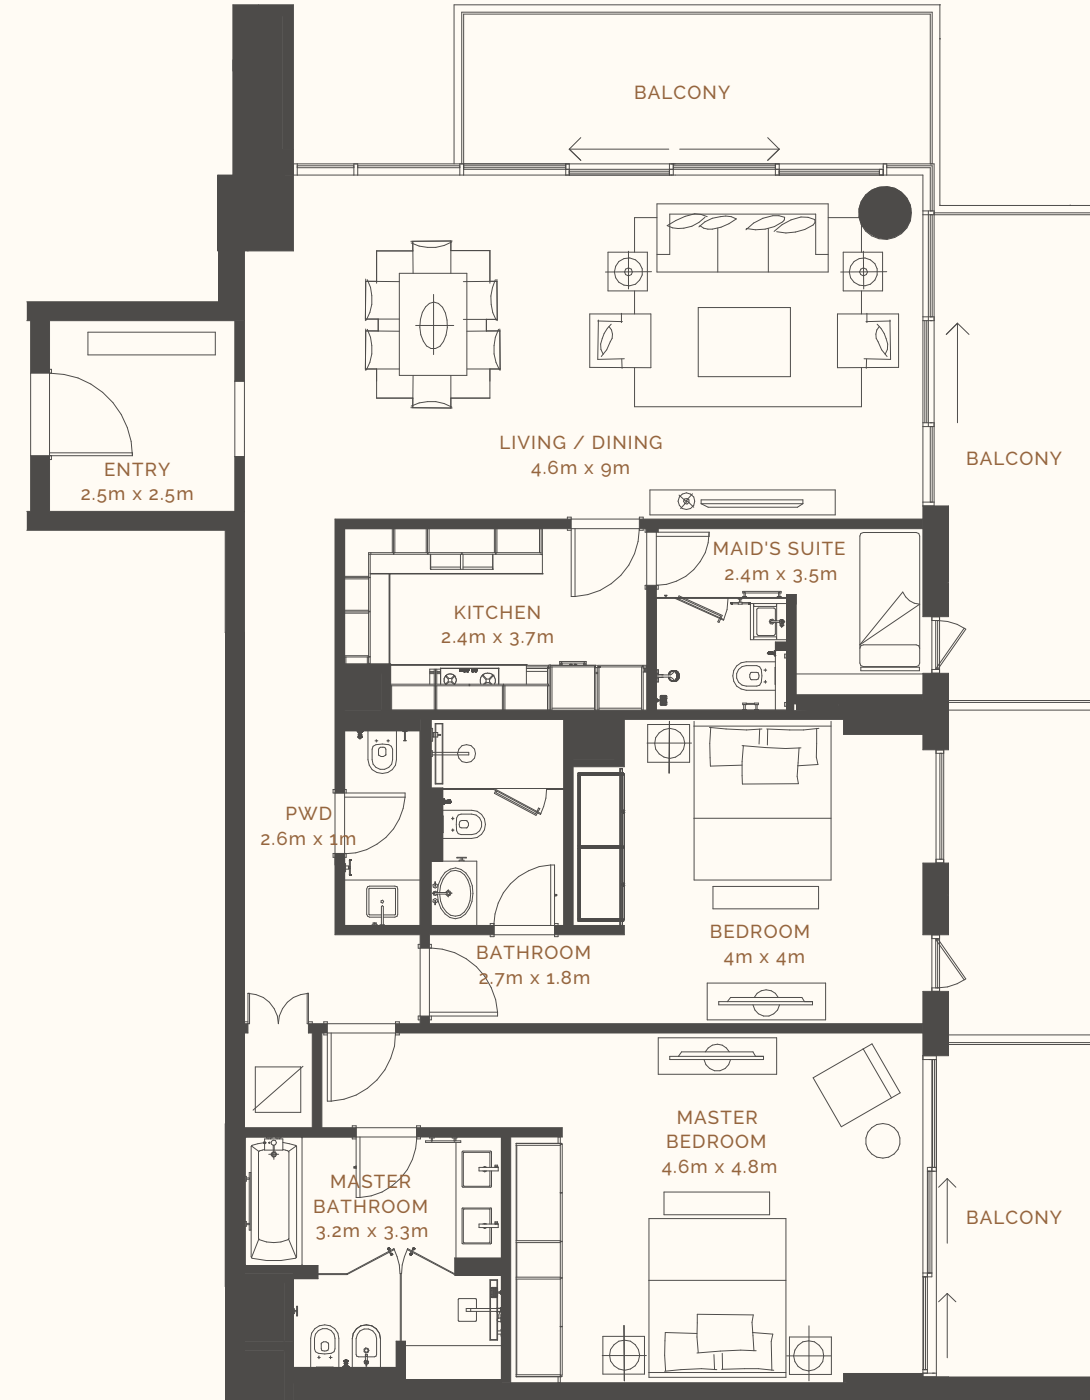 BALCONY
LIVING / DINING
4.6m x 9m
BALCONY
ENTRY
2.5m x 2.5m
MAID'S SUITE
2.4m x 3.5m
KITCHEN
2.4m x 3.7m
PWD
2.6m x 1m
BEDROOM
4m x 4m
BATHROOM
2.7m x 1.8m
MASTER
BEDROOM
4.6m x 4.8m
MASTER
BATHROOM
3.2m x 3.3m
BALCONY